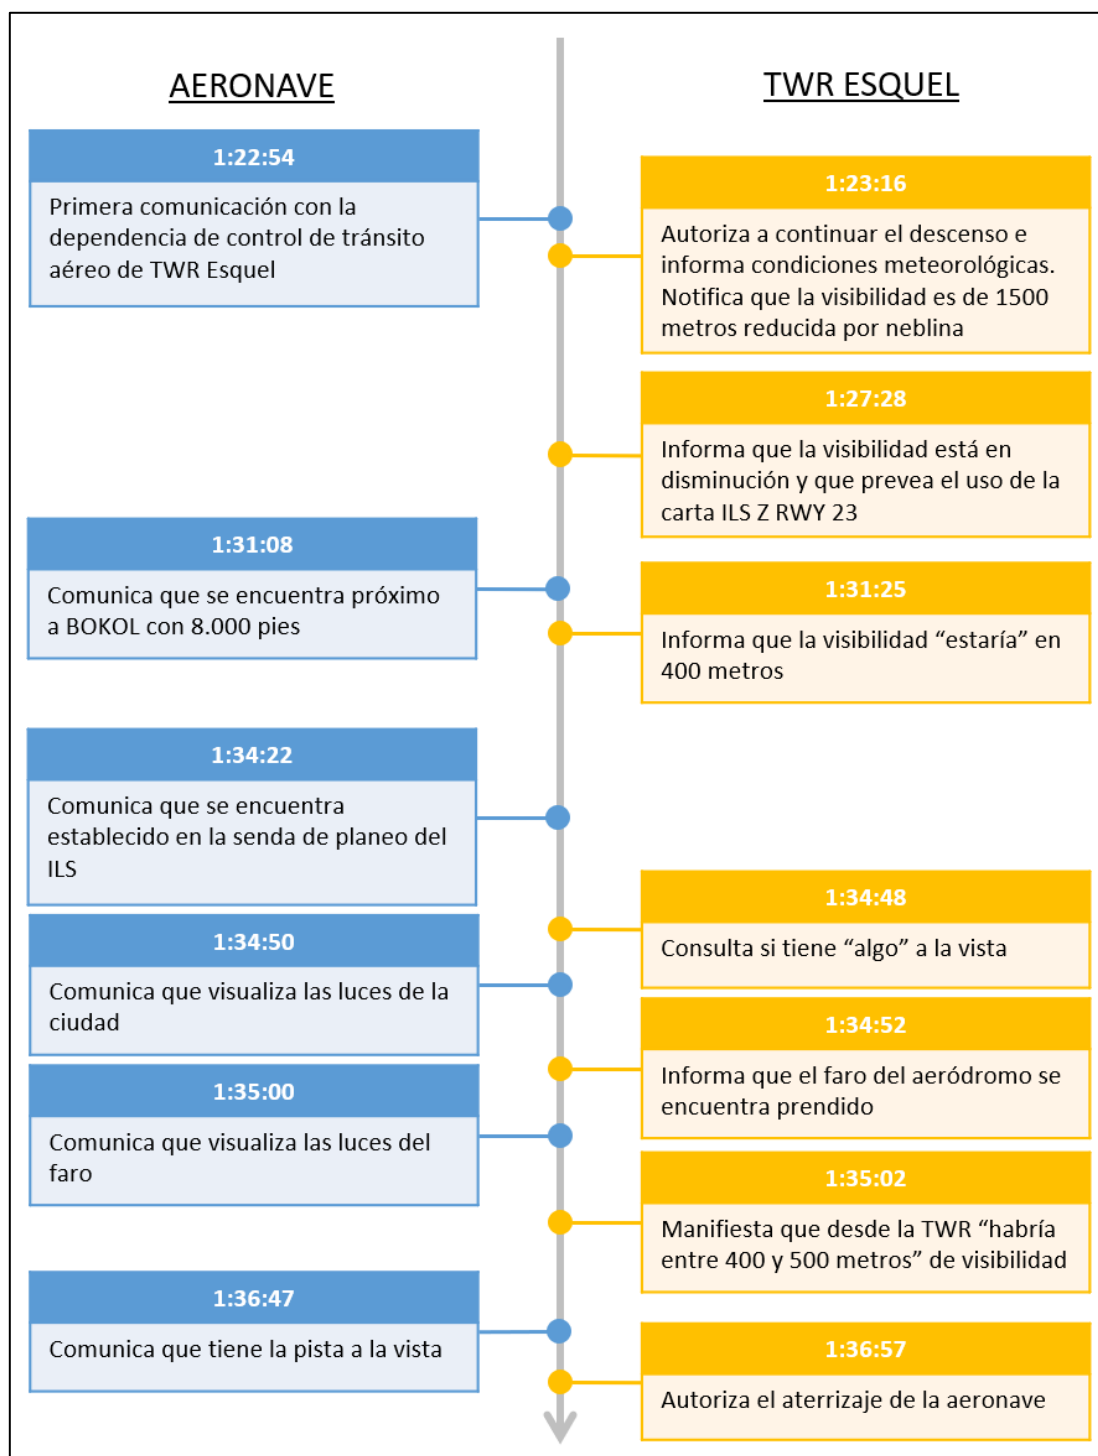 AERONAVE
TWR ESQUEL
1:22:54
Primera comunicación con la
dependencia de control de tránsito
aéreo de TWR Esquel
1:23:16
Autoriza a continuar el descenso e
informa condiciones meteorológicas.
Notifica que la visibilidad es de 1500
metros reducida por neblina
1:27:28
Informa que la visibilidad está en
disminución y que prevea el uso de la
carta ILS Z RWY 23
1:31:08
Comunica que se encuentra próximo
a BOKOL con 8.000 pies
1:31:25
Informa que la visibilidad “estaría” en
400 metros
1:34:22
Comunica que se encuentra
establecido en la senda de planeo del
ILS
1:34:48
Consulta si tiene “algo” a la vista
1:34:50
Comunica que visualiza las luces de la
ciudad
1:34:52
Informa que el faro del aeródromo se
encuentra prendido
1:35:00
Comunica que visualiza las luces del
faro
1:35:02
Manifiesta que desde la TWR “habría
entre 400 y 500 metros” de visibilidad
1:36:47
Comunica que tiene la pista a la vista
1:36:57
Autoriza el aterrizaje de la aeronave